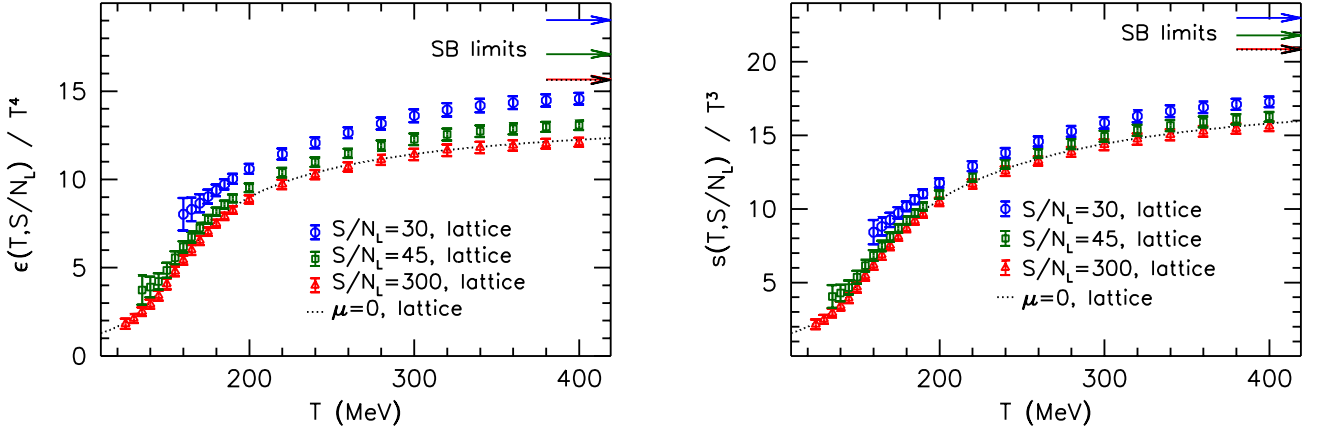 ϵ(T,S/N_L) / T⁴
15
10
5
0
SB limits
S/N_L=30, lattice
S/N_L=45, lattice
S/N_L=300, lattice
μ=0, lattice
200
300
400
T (MeV)
s(T,S/N_L) / T³
20
15
10
5
SB limits
S/N_L=30, lattice
S/N_L=45, lattice
S/N_L=300, lattice
μ=0, lattice
200
300
400
T (MeV)